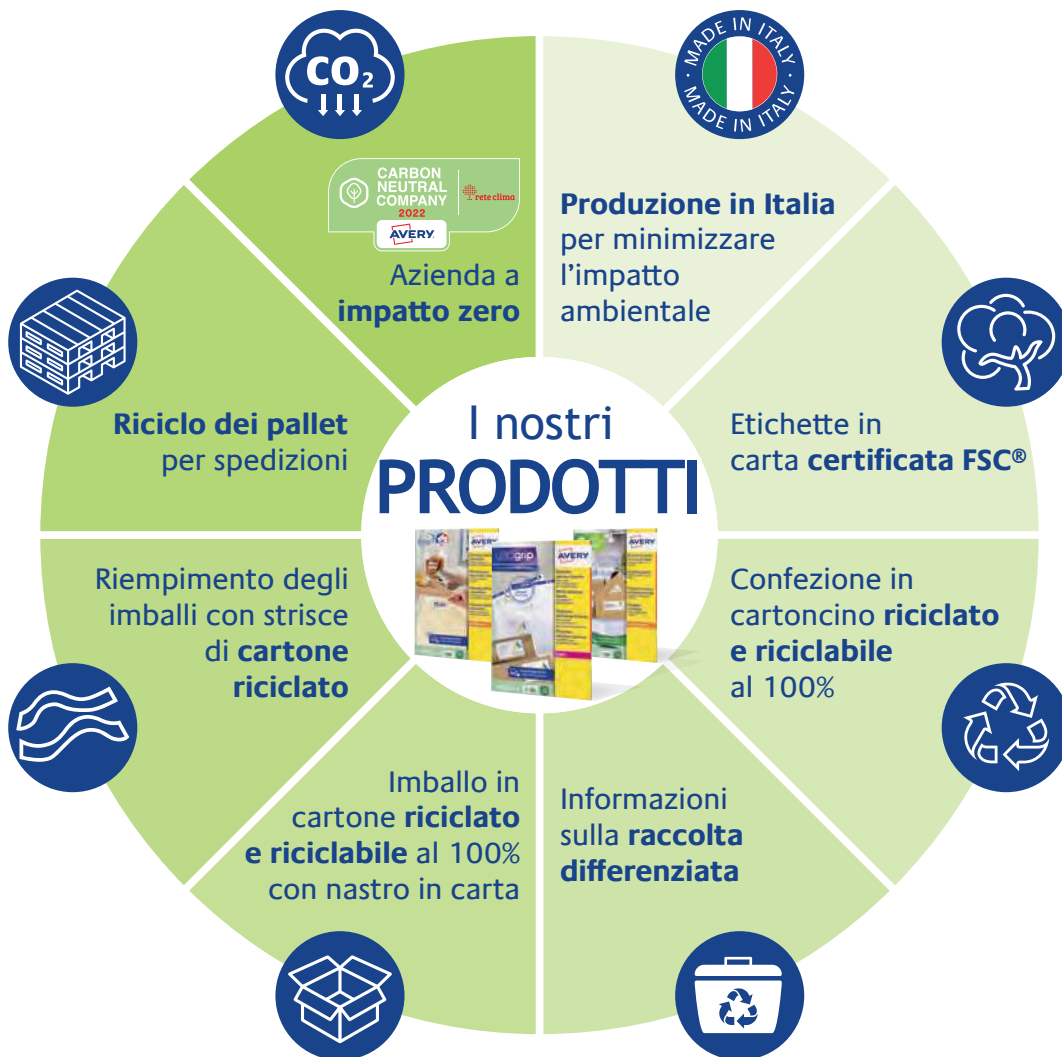 CO2
CARBON
NEUTRAL
COMPANY
2022
rete clima
AVERY
Azienda a
impatto zero
· MADE IN ITALY ·
MADE IN ITALY
Produzione in Italia
per minimizzare
l’impatto
ambientale
Etichette in
carta certificata FSC®
Confezione in
cartoncino riciclato
e riciclabile
al 100%
Informazioni
sulla raccolta
differenziata
Imballo in
cartone riciclato
e riciclabile al 100%
con nastro in carta
Riempimento degli
imballi con strisce
di cartone
riciclato
Riciclo dei pallet
per spedizioni
I nostri
PRODOTTI
AVERY
AVERY
AVERY